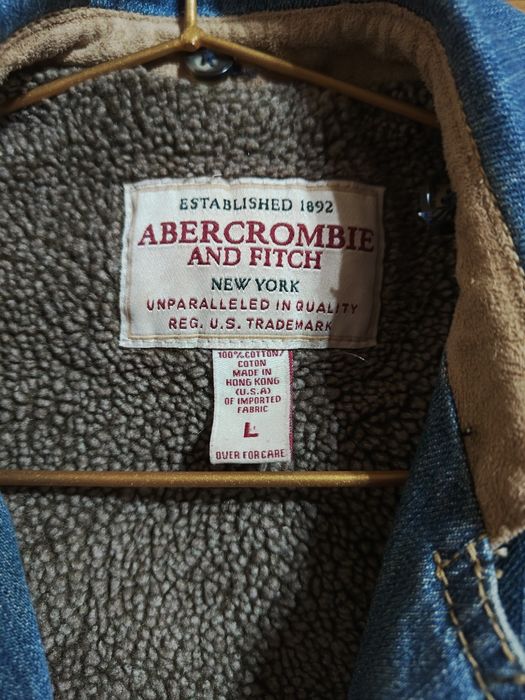 ESTABLISHED 1892
ABERCROMBIE
AND FITCH
NEW YORK
UNPARALLELED IN QUALITY
REG. U.S. TRADEMARK
100% COTTON/
COTON
MADE IN
HONG KONG
(U.S.A)
OF IMPORTED
FABRIC
L
OVER FOR CARE